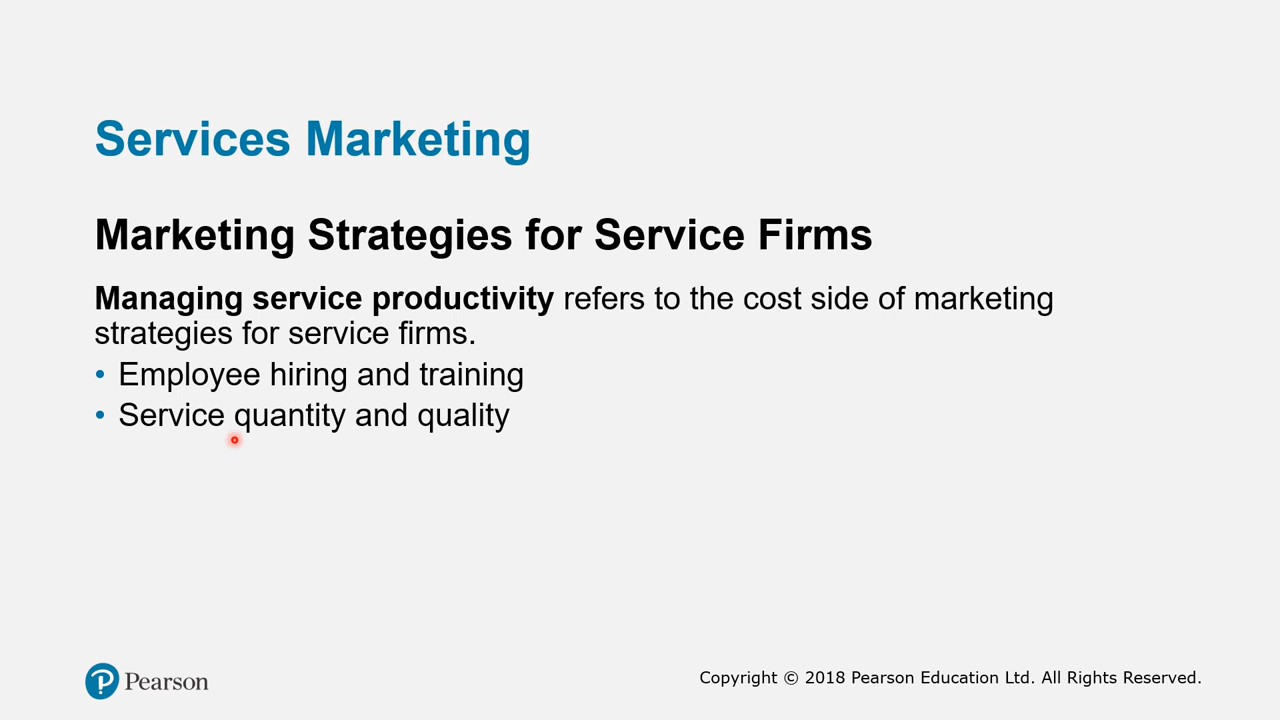 Services Marketing
Marketing Strategies for Service Firms
Managing service productivity refers to the cost side of marketing
strategies for service firms.
• Employee hiring and training
• Service quantity and quality
Pearson
Copyright © 2018 Pearson Education Ltd. All Rights Reserved.